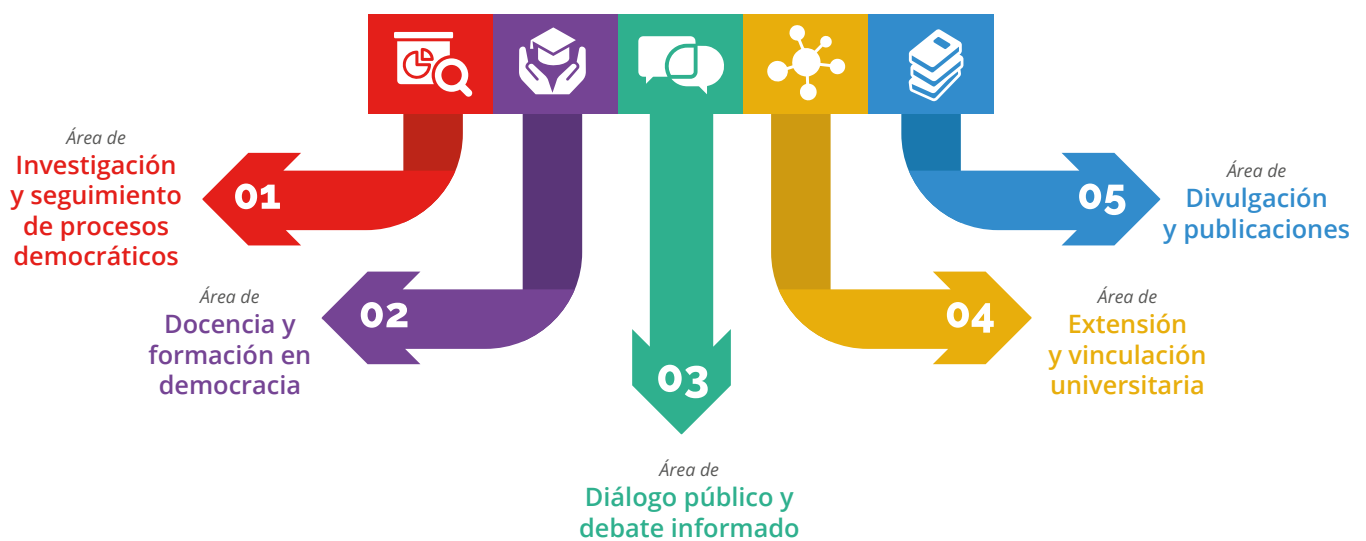 01
Área de
Investigación
y seguimiento
de procesos
democráticos
02
Área de
Docencia y
formación en
democracia
03
Área de
Diálogo público y
debate informado
04
Área de
Extensión
y vinculación
universitaria
05
Área de
Divulgación
y publicaciones